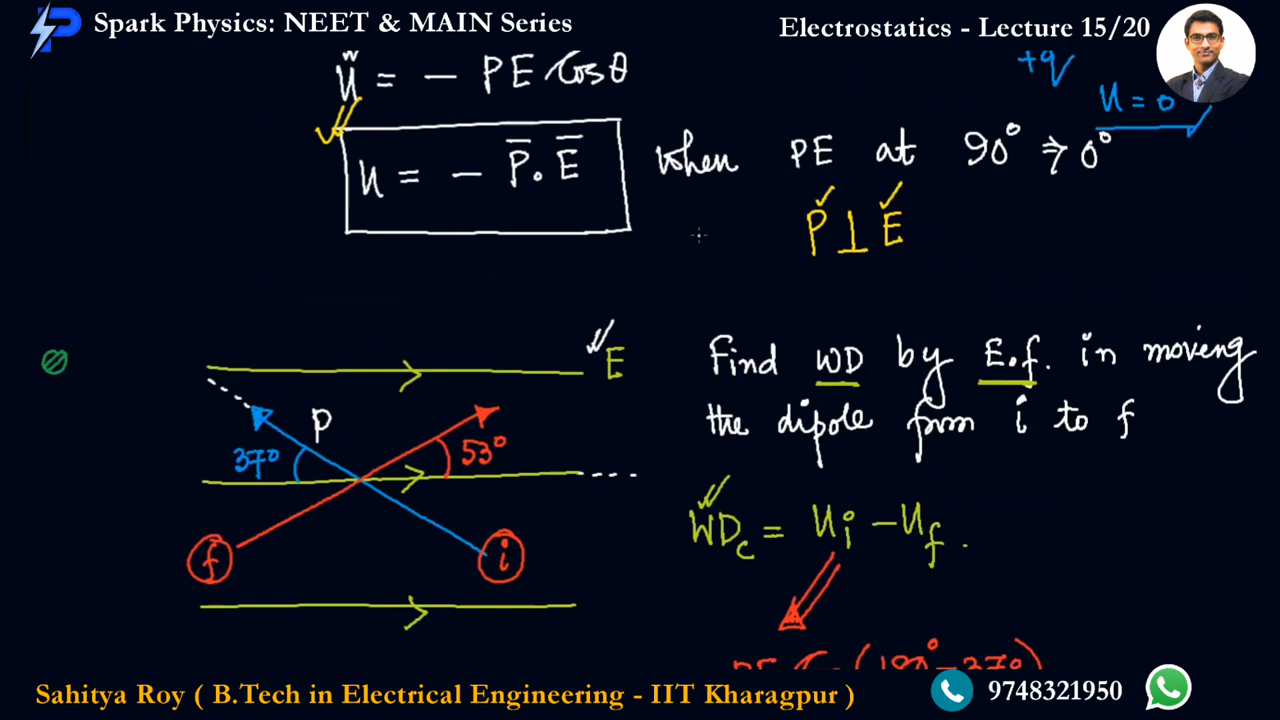 Spark Physics: NEET & MAIN Series
Electrostatics - Lecture 15/20
u = - PE Cosθ
+q
u = 0
u = - P̅ . E̅ when PE at 90° ⇒ 0°
P ⊥ E
E
Find WD by E.f. in moving
the dipole from i to f
p
37°
53°
WDc = ui - uf .
f
i
Sahitya Roy ( B.Tech in Electrical Engineering - IIT Kharagpur )
9748321950